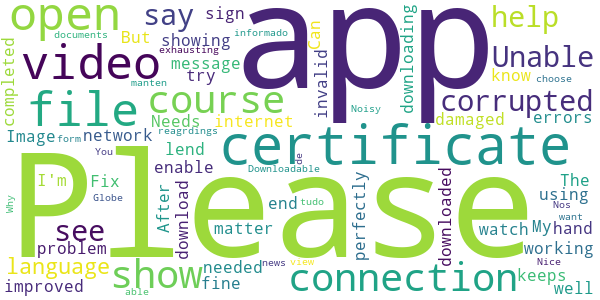 open
documents
say
sign
app
help
But
showing
exhausting
informado
Can
Unable
video
message
invalid
downloading
know
choose
completed
manten
try
file
course
corrupted
Noisy
Needs
internet
damaged
errors
Image
form
network
reagrdings
lend
certificate
You
de
Downloadable
The
Why
I'm
Fix
enable
After
download
Please
perfectly
downloaded
using
Globe
end
tudo
Nos
My
hand
see
matter
watch
want
problem
working
language
show
needed
news
view
connection
Nice
keeps
improved
able
fine
well